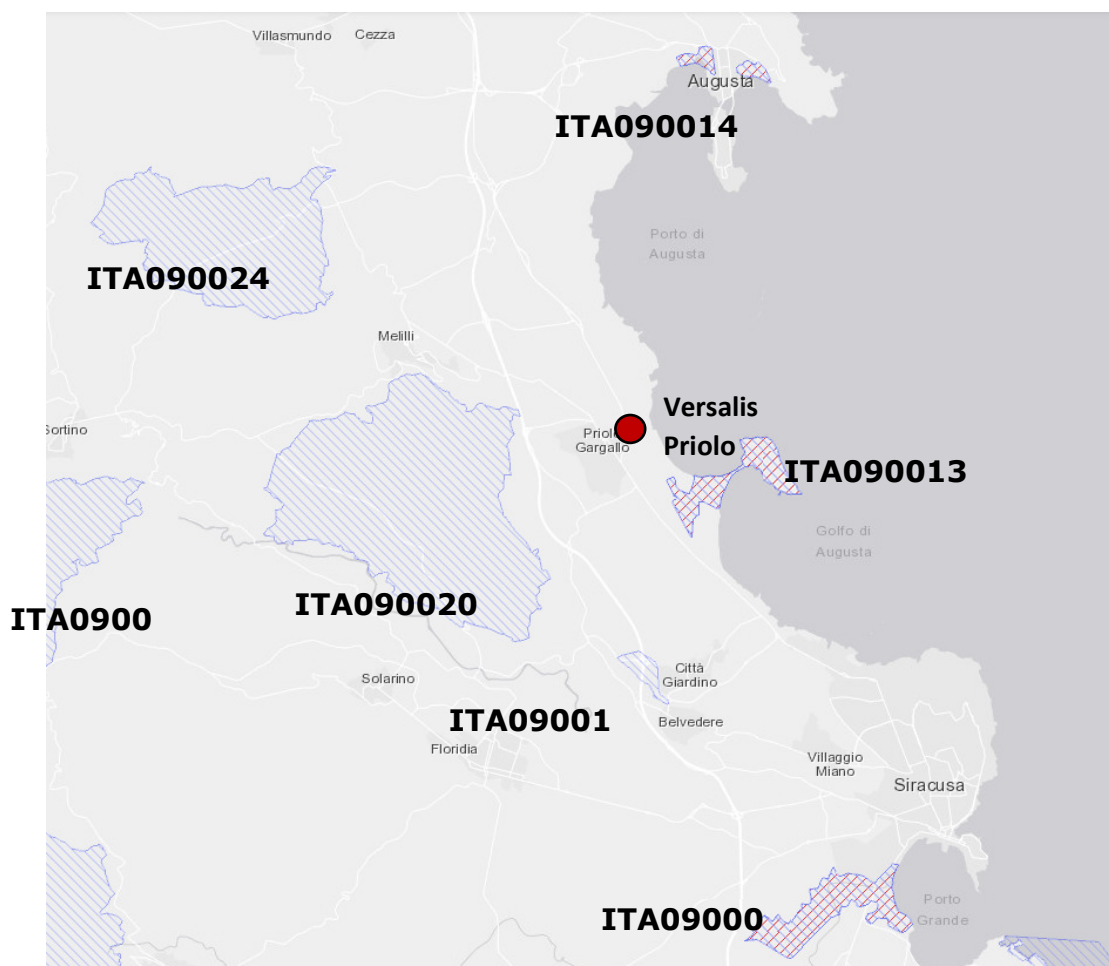 Villasmundo
Cezza
Augusta
ITA090014
Porto di
Augusta
ITA090024
Melilli
Versalis
Priolo
Sortino
Priolo
Gargallo
ITA090013
Golfo di
Augusta
ITA0900
ITA090020
Città
Giardino
Solarino
ITA09001
Belvedere
Floridia
Villaggio
Miano
Siracusa
ITA09000
Porto
Grande